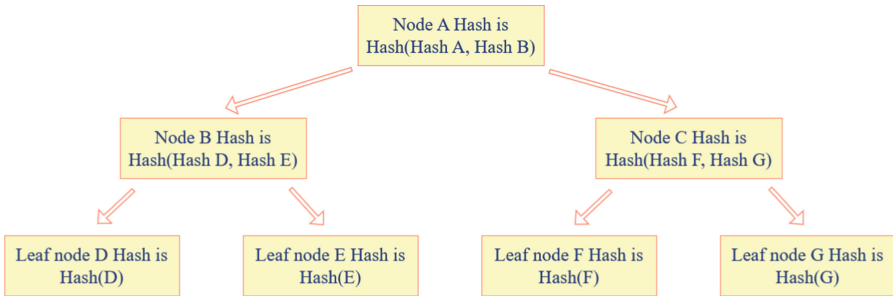 Node A Hash is
Hash(Hash A, Hash B)
Node B Hash is
Hash(Hash D, Hash E)
Node C Hash is
Hash(Hash F, Hash G)
Leaf node D Hash is
Hash(D)
Leaf node E Hash is
Hash(E)
Leaf node F Hash is
Hash(F)
Leaf node G Hash is
Hash(G)